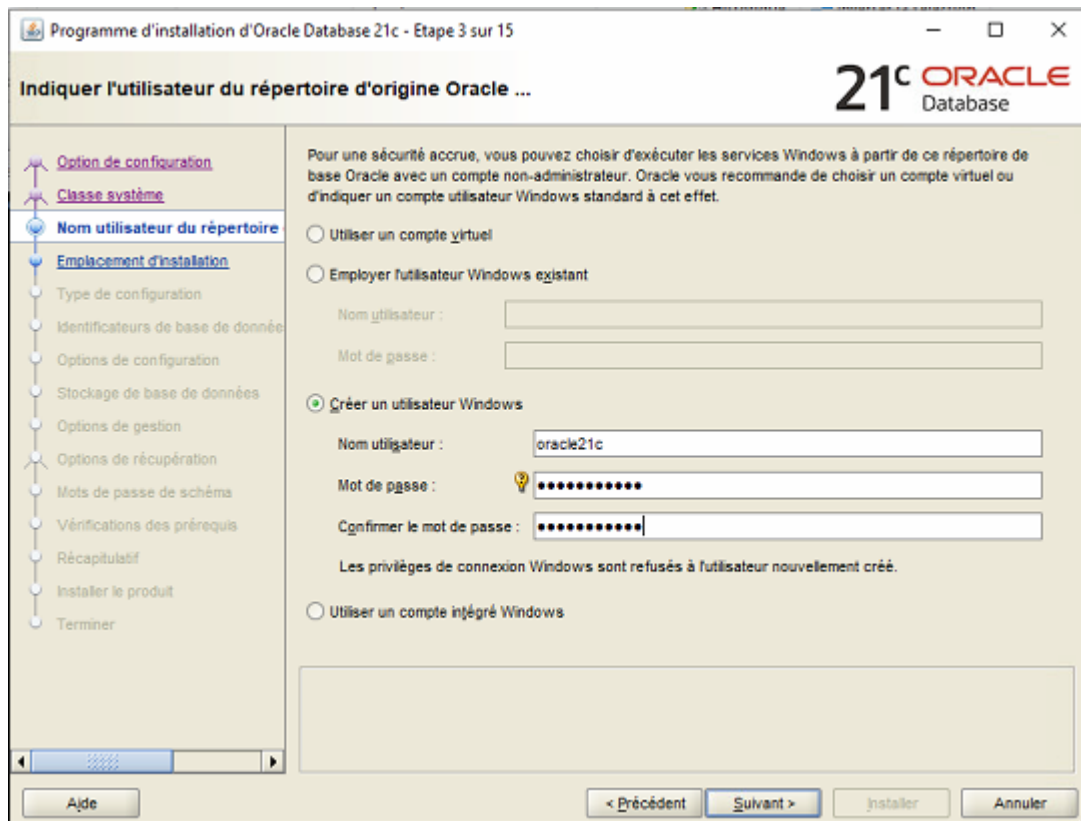 Programme d'installation d'Oracle Database 21c - Etape 3 sur 15
Indiquer l'utilisateur du répertoire d'origine Oracle ...
21c ORACLE
Database
Option de configuration
Classe système
Nom utilisateur du répertoire
Emplacement d'installation
Type de configuration
Identificateurs de base de donnée
Options de configuration
Stockage de base de données
Options de gestion
Options de récupération
Mots de passe de schéma
Vérifications des prérequis
Récapitulatif
Installer le produit
Terminer
Pour une sécurité accrue, vous pouvez choisir d'exécuter les services Windows à partir de ce répertoire de
base Oracle avec un compte non-administrateur. Oracle vous recommande de choisir un compte virtuel ou
d'indiquer un compte utilisateur Windows standard à cet effet.
Utiliser un compte virtuel
Employer l'utilisateur Windows existant
Nom utilisateur :
Mot de passe :
Créer un utilisateur Windows
Nom utilisateur : oracle21c
Mot de passe : •••••••••••
Confirmer le mot de passe : •••••••••••
Les privilèges de connexion Windows sont refusés à l'utilisateur nouvellement créé.
Utiliser un compte intégré Windows
Aide
< Précédent
Suivant >
Installer
Annuler